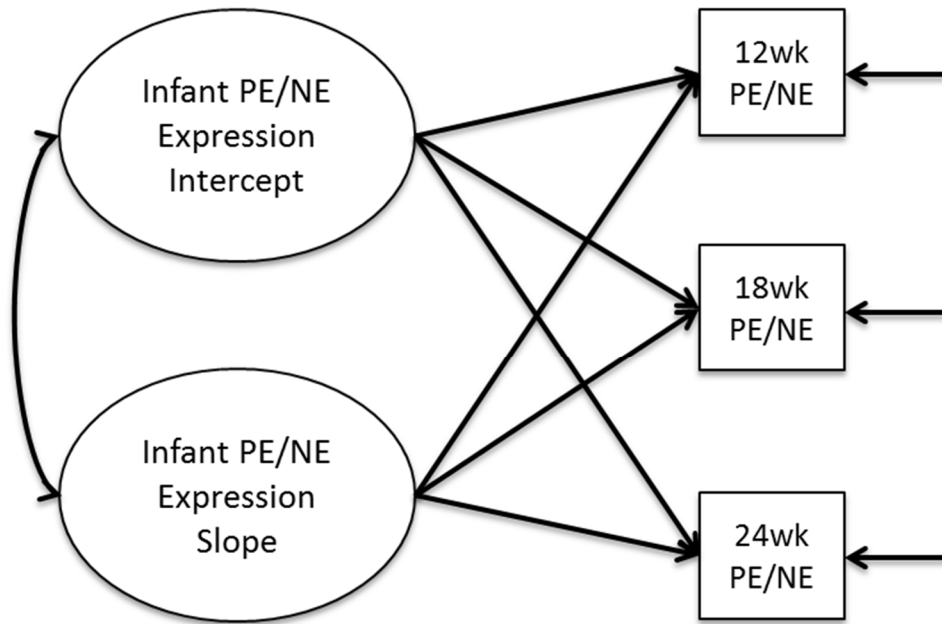 Infant PE/NE
Expression
Intercept
12wk
PE/NE
18wk
PE/NE
Infant PE/NE
Expression
Slope
24wk
PE/NE